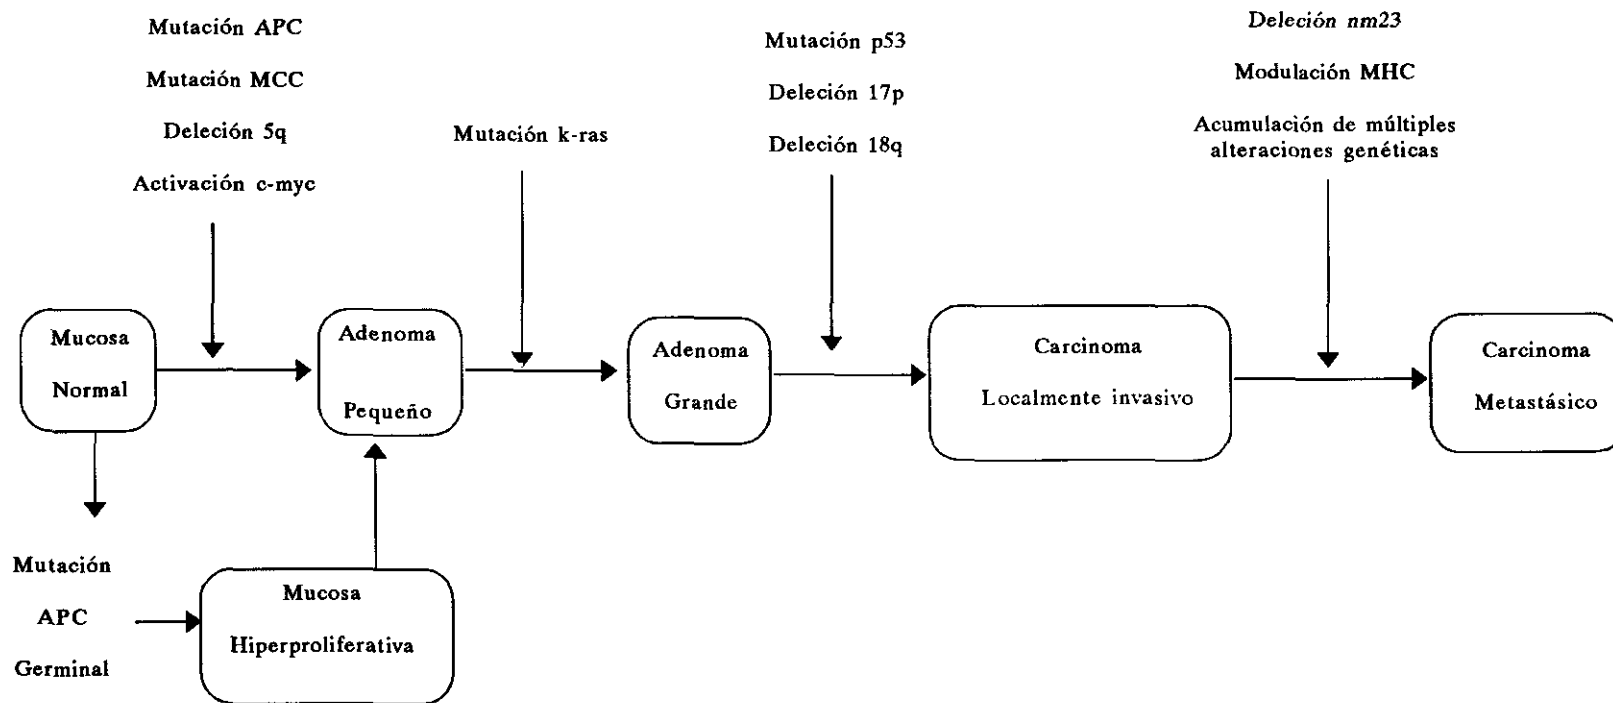 Mutación APC
Mutación MCC
Deleción 5q
Activación c-myc
Mutación k-ras
Mutación p53
Deleción 17p
Deleción 18q
Deleción nm23
Modulación MHC
Acumulación de múltiples
alteraciones genéticas
Mucosa
Normal
Adenoma
Pequeño
Adenoma
Grande
Carcinoma
Localmente invasivo
Carcinoma
Metastásico
Mutación
APC
Germinal
Mucosa
Hiperproliferativa